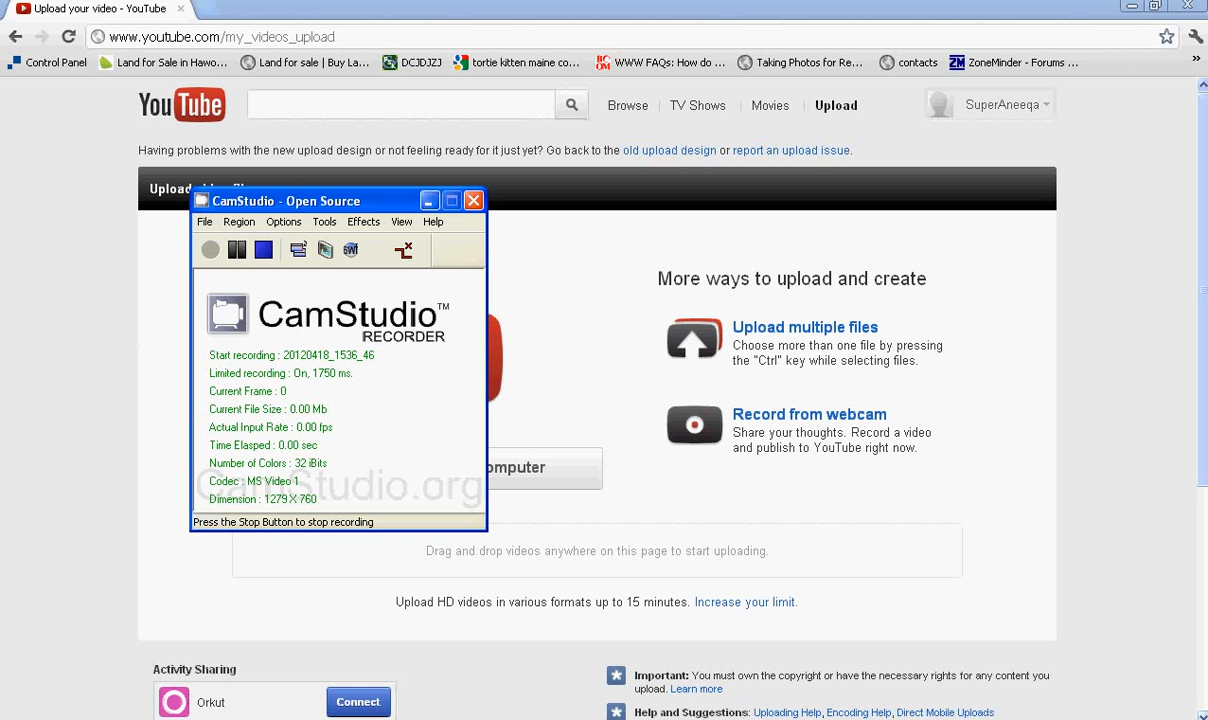 Upload your video - YouTube
www.youtube.com/my_videos_upload
Control Panel
Land for Sale in Hawo...
Land for sale | Buy La...
DCJDJZJ
tortie kitten maine co...
WWW FAQs: How do ...
Taking Photos for Re...
contacts
ZoneMinder - Forums ...
You Tube
Browse
TV Shows
Movies
Upload
SuperAneeqa
Having problems with the new upload design or not feeling ready for it just yet? Go back to the old upload design or report an upload issue.
CamStudio - Open Source
File Region Options Tools Effects View Help
CamStudio™
RECORDER
Start recording : 20120418_1536_46
Limited recording : On, 1750 ms.
Current Frame : 0
Current File Size : 0.00 Mb
Actual Input Rate : 0.00 fps
Time Elasped : 0.00 sec
Number of Colors : 32 iBits
Codec : MS Video 1
Dimension : 1279 X 760
CamStudio.org
Press the Stop Button to stop recording
More ways to upload and create
Upload multiple files
Choose more than one file by pressing
the "Ctrl" key while selecting files.
Record from webcam
Share your thoughts. Record a video
and publish to YouTube right now.
omputer
Drag and drop videos anywhere on this page to start uploading.
Upload HD videos in various formats up to 15 minutes. Increase your limit.
Activity Sharing
Orkut
Connect
Important: You must own the copyright or have the necessary rights for any content you
upload. Learn more
Help and Suggestions: Uploading Help, Encoding Help, Direct Mobile Uploads